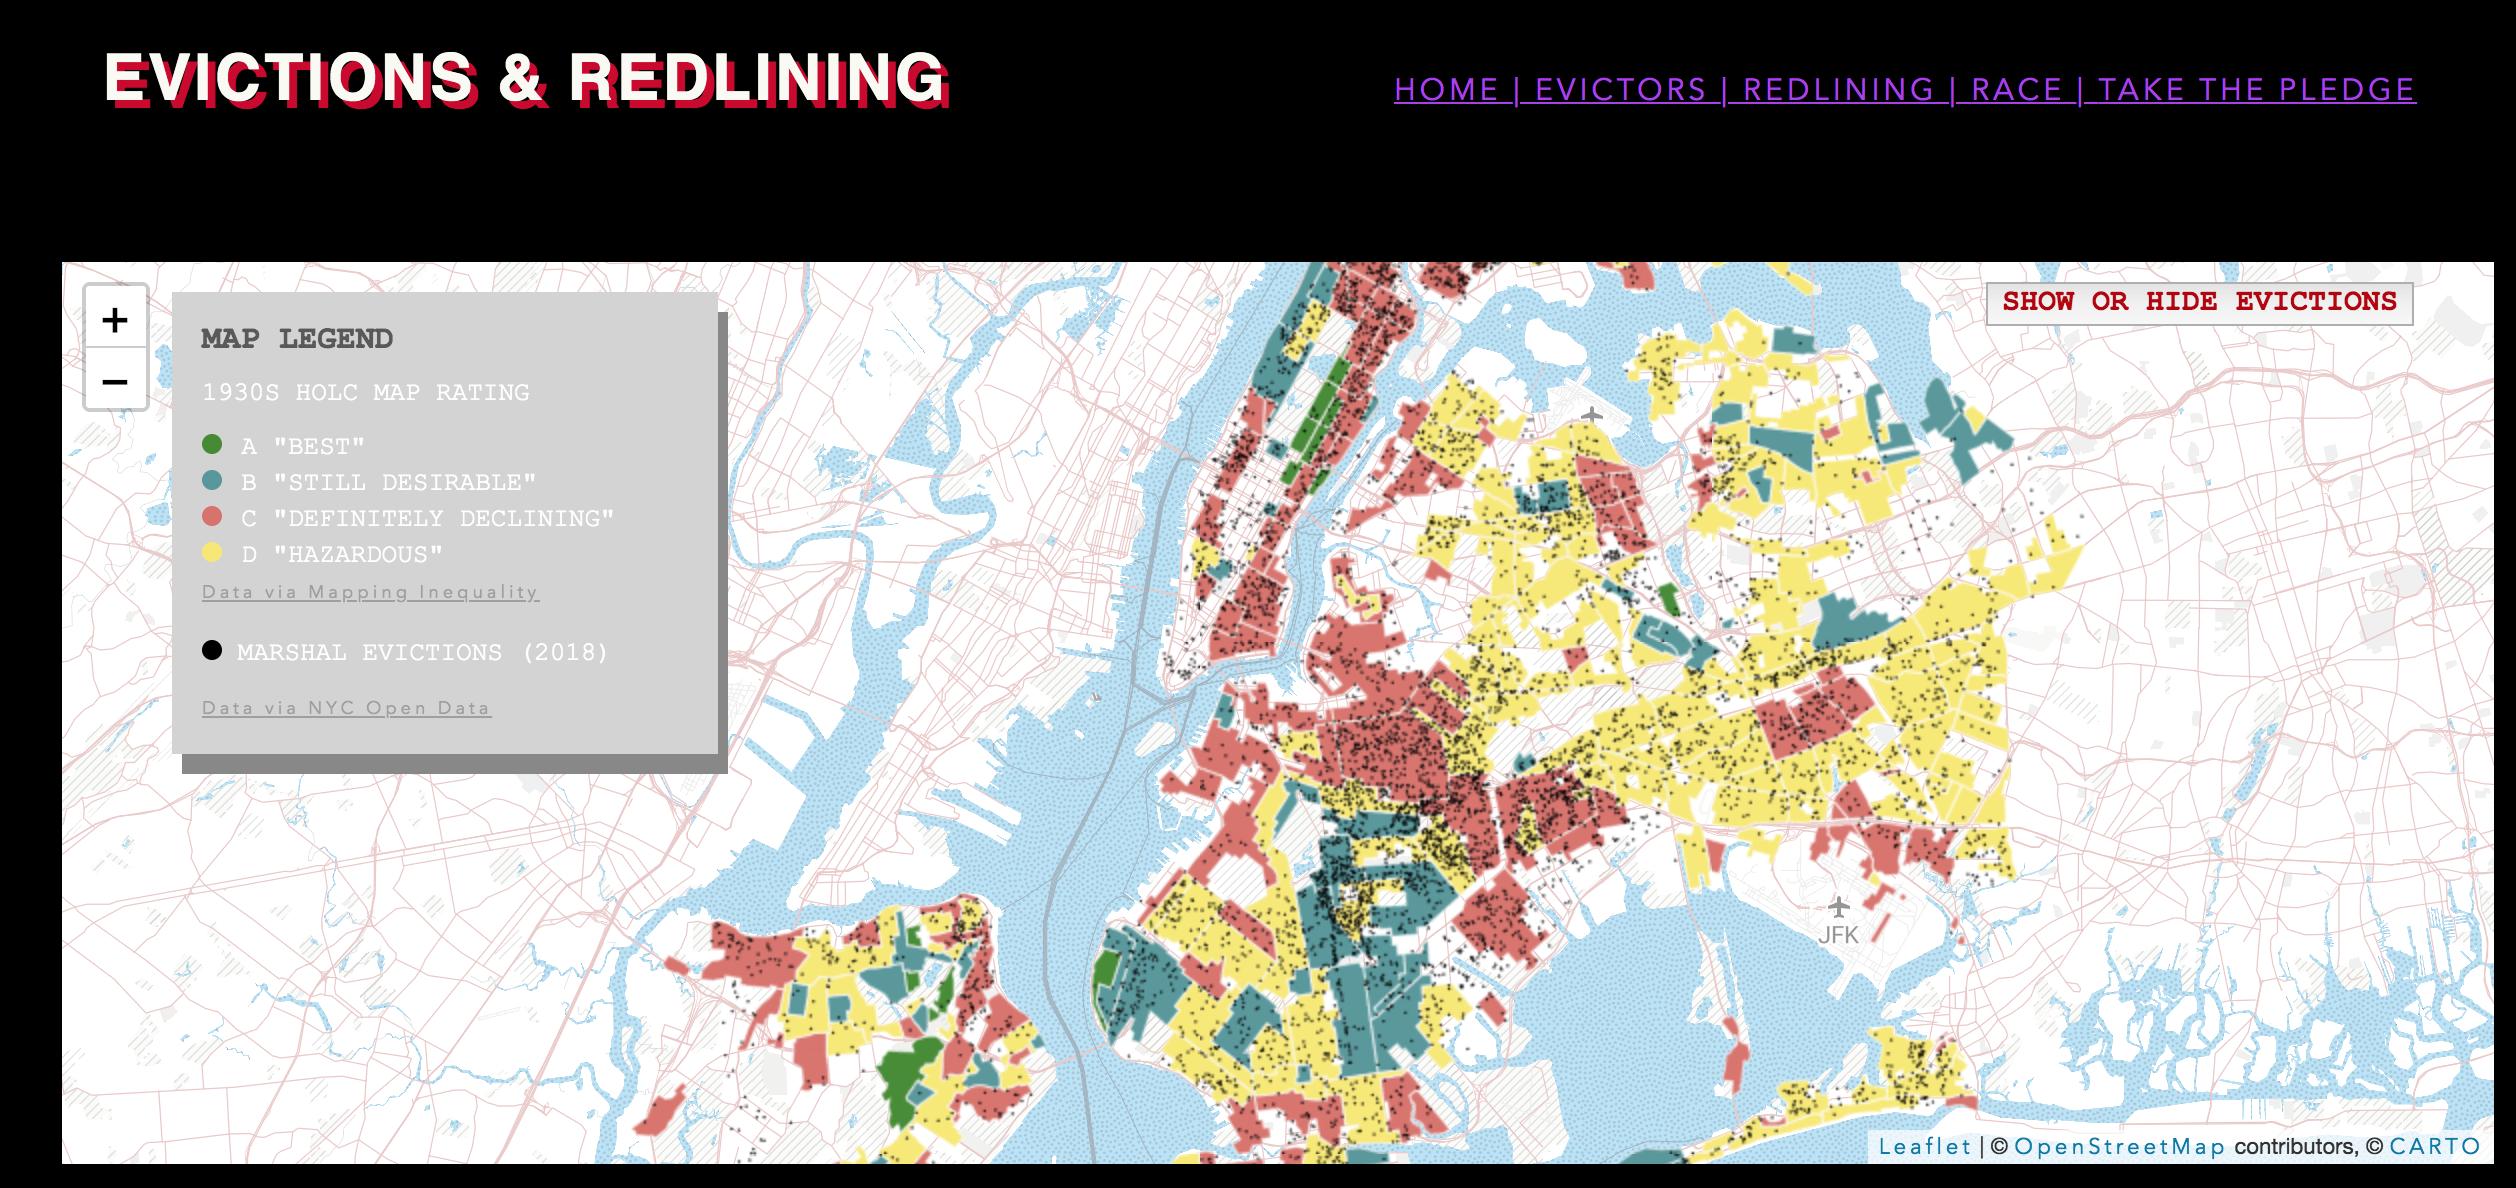 EVICTIONS & REDLINING
HOME | EVICTORS | REDLINING | RACE | TAKE THE PLEDGE
+
−
MAP LEGEND
1930S HOLC MAP RATING
A "BEST"
B "STILL DESIRABLE"
C "DEFINITELY DECLINING"
D "HAZARDOUS"
Data via Mapping Inequality
MARSHAL EVICTIONS (2018)
Data via NYC Open Data
SHOW OR HIDE EVICTIONS
JFK
Leaflet | © OpenStreetMap contributors, © CARTO